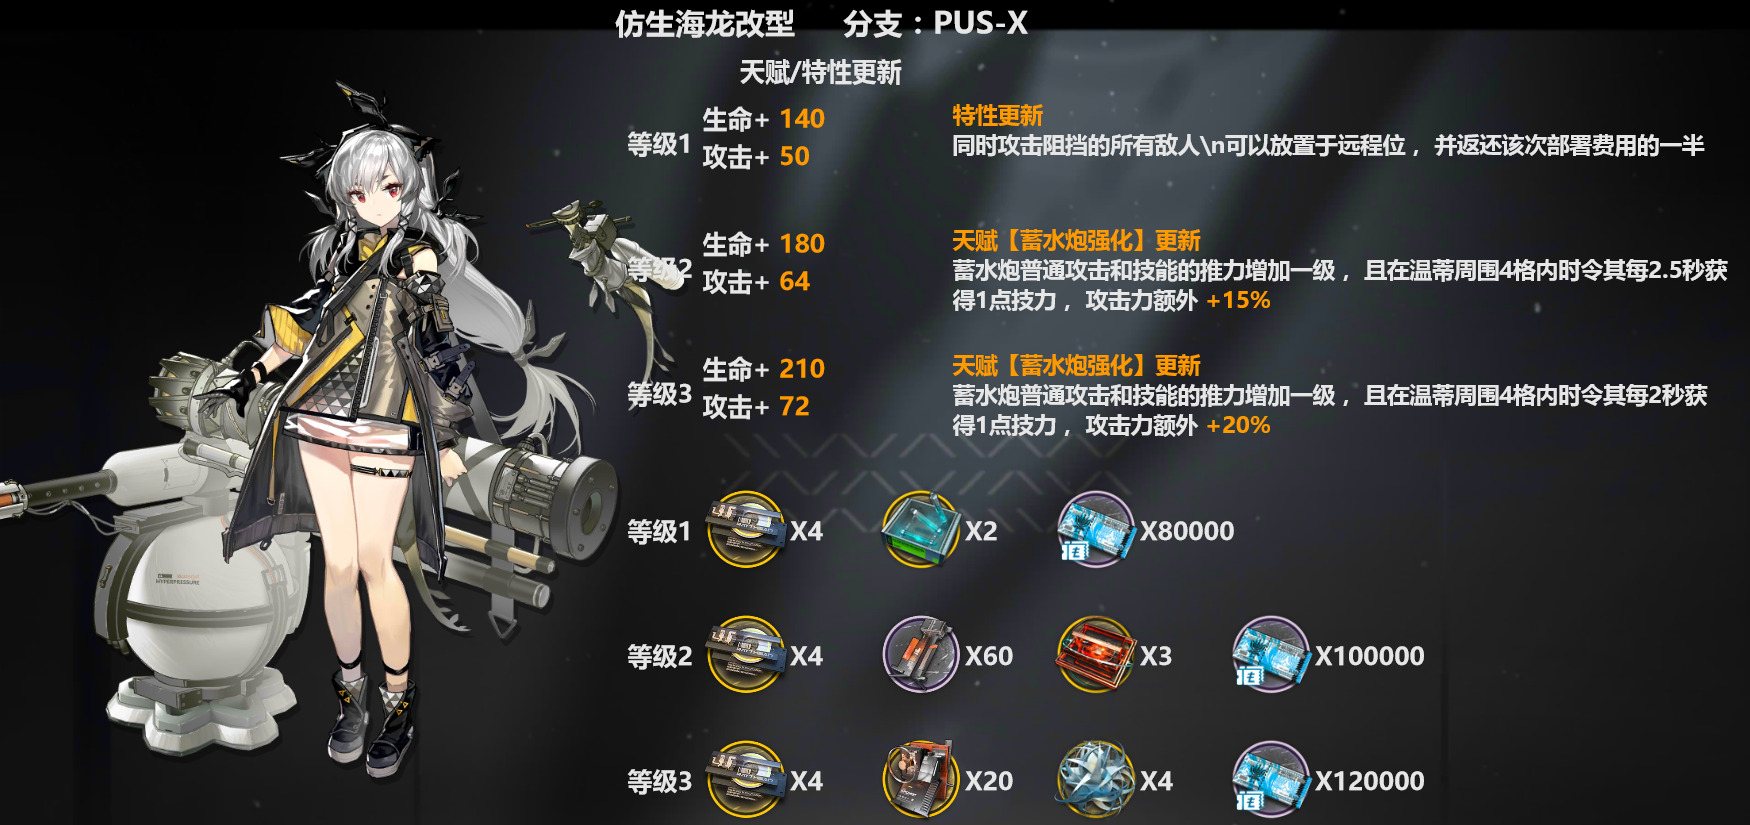 仿生海龙改型 分支：PUS-X
天赋/特性更新
等级1
生命+ 140
攻击+ 50
特性更新
同时攻击阻挡的所有敌人\n可以放置于远程位，并返还该次部署费用的一半
等级2
生命+ 180
攻击+ 64
天赋【蓄水炮强化】更新
蓄水炮普通攻击和技能的推力增加一级，且在温蒂周围4格内时令其每2.5秒获
得1点技力，攻击力额外 +15%
等级3
生命+ 210
攻击+ 72
天赋【蓄水炮强化】更新
蓄水炮普通攻击和技能的推力增加一级，且在温蒂周围4格内时令其每2秒获
得1点技力，攻击力额外 +20%
等级1 X4 X2 X80000
等级2 X4 X60 X3 X100000
等级3 X4 X20 X4 X120000
HYPERPRESSURE